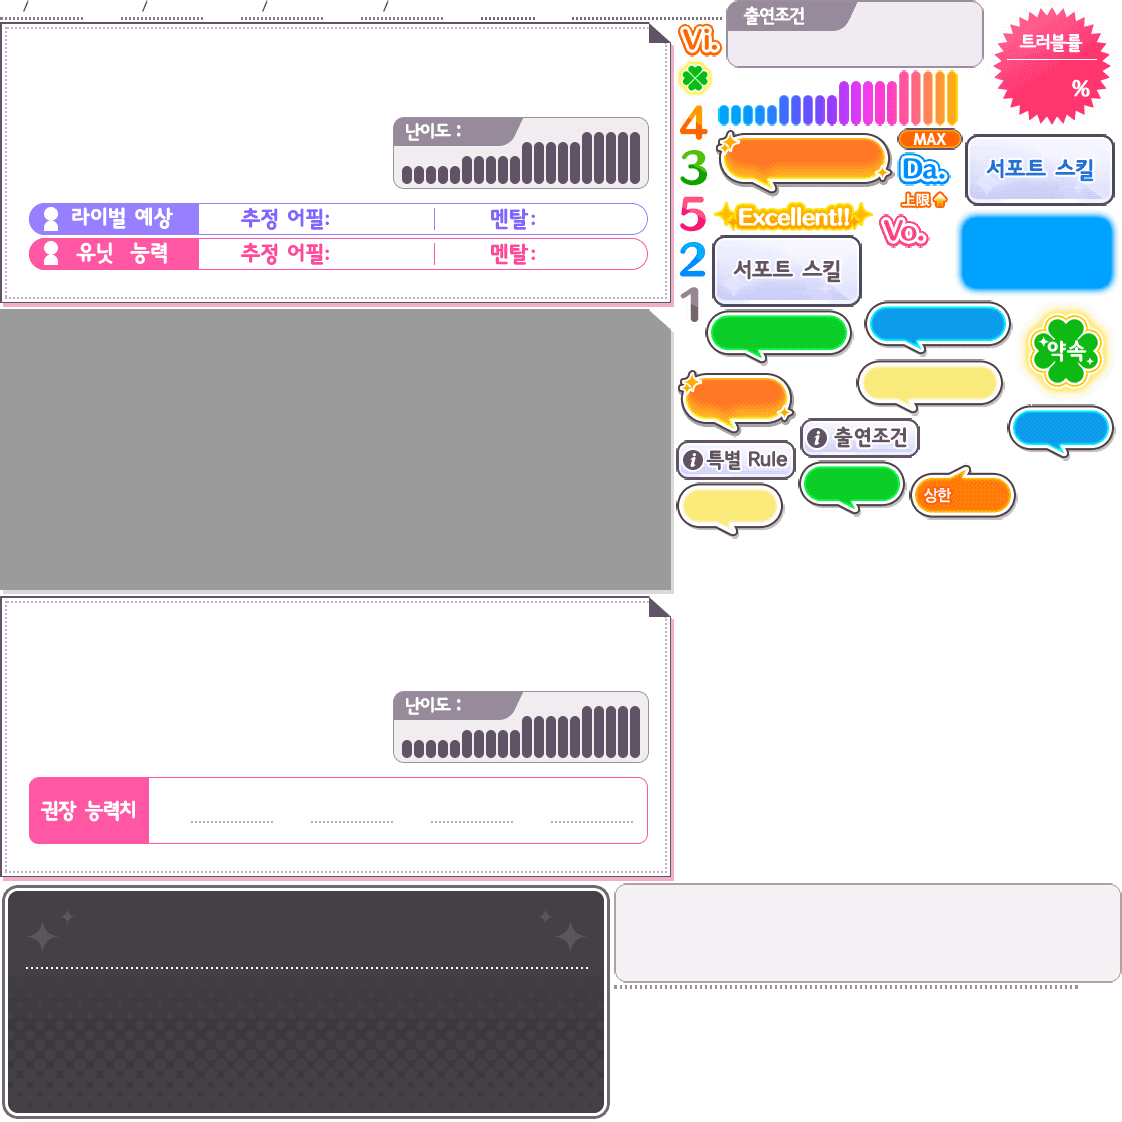 / / / /
출연조건
Vi.
트러블률
%
4
난이도 :
MAX
3
Da.
서포트 스킬
上限
5
Excellent!!
라이벌 예상 추정 어필: 멘탈:
Vo.
유닛 능력 추정 어필: 멘탈:
2
서포트 스킬
1
약속
출연조건
특별 Rule
상한
난이도 :
권장 능력치